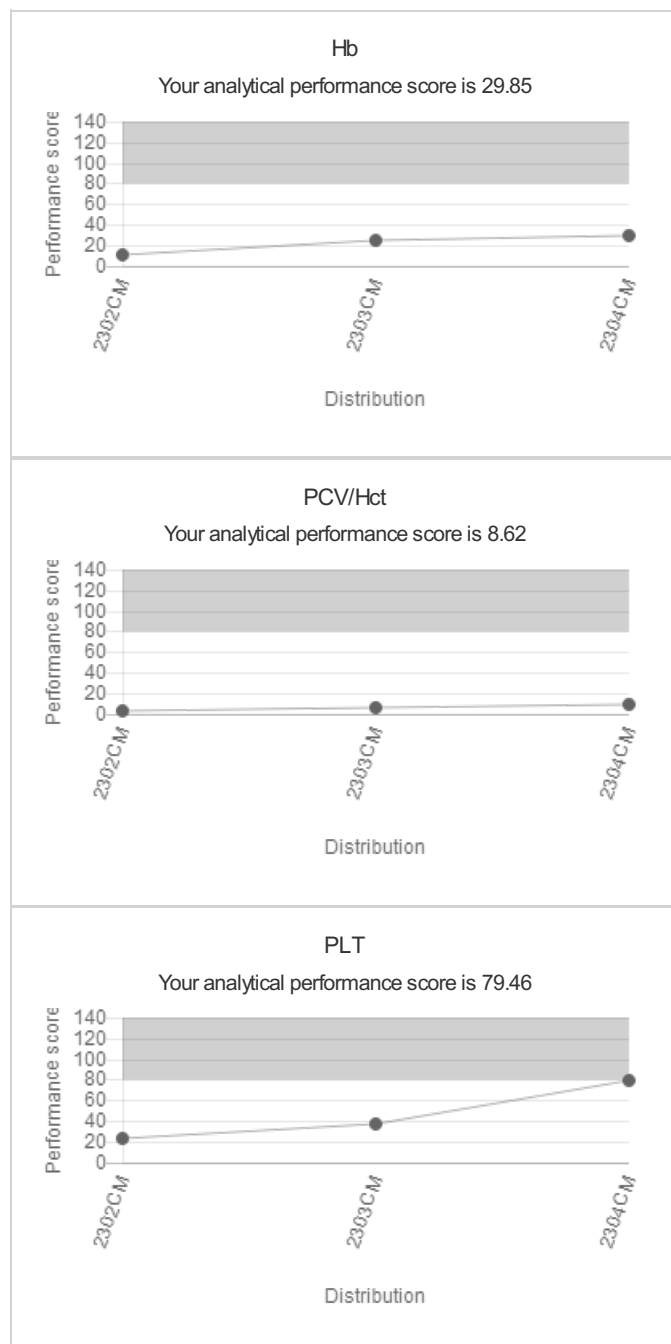 Hb
Your analytical performance score is 29.85
Performance score
140
120
100
80
60
40
20
0
2302CM
2303CM
2304CM
Distribution
PCV/Hct
Your analytical performance score is 8.62
Performance score
140
120
100
80
60
40
20
0
2302CM
2303CM
2304CM
Distribution
PLT
Your analytical performance score is 79.46
Performance score
140
120
100
80
60
40
20
0
2302CM
2303CM
2304CM
Distribution